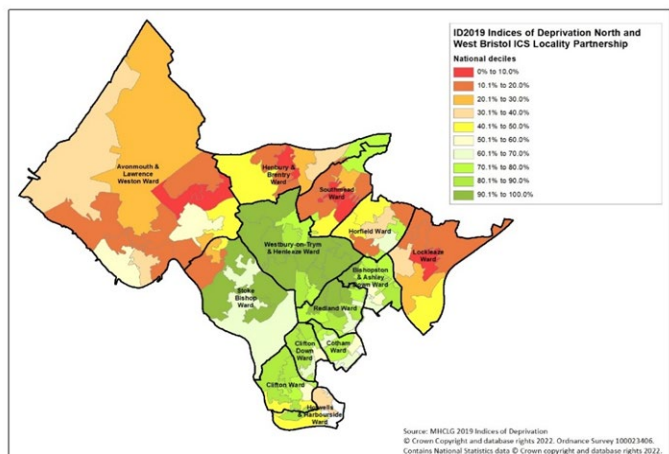 ID2019 Indices of Deprivation North and
West Bristol ICS Locality Partnership
National deciles
0% to 10.0%
10.1% to 20.0%
20.1% to 30.0%
30.1% to 40.0%
40.1% to 50.0%
50.1% to 60.0%
60.1% to 70.0%
70.1% to 80.0%
80.1% to 90.0%
90.1% to 100.0%
Avonmouth &
Lawrence
Weston Ward
Henbury &
Brentry
Ward
Southmead
Ward
Horfield Ward
Lockleaze
Ward
Westbury-on-Trym
& Henleaze Ward
Bishopston
& Ashley
Down Ward
Stoke
Bishop
Ward
Redland Ward
Clifton
Down
Ward
Cotham
Ward
Clifton Ward
Hotwells
& Harbourside
Ward
Source: MHCLG 2019 Indices of Deprivation
© Crown Copyright and database rights 2022. Ordnance Survey 100023406.
Contains National Statistics data © Crown copyright and database rights 2022.